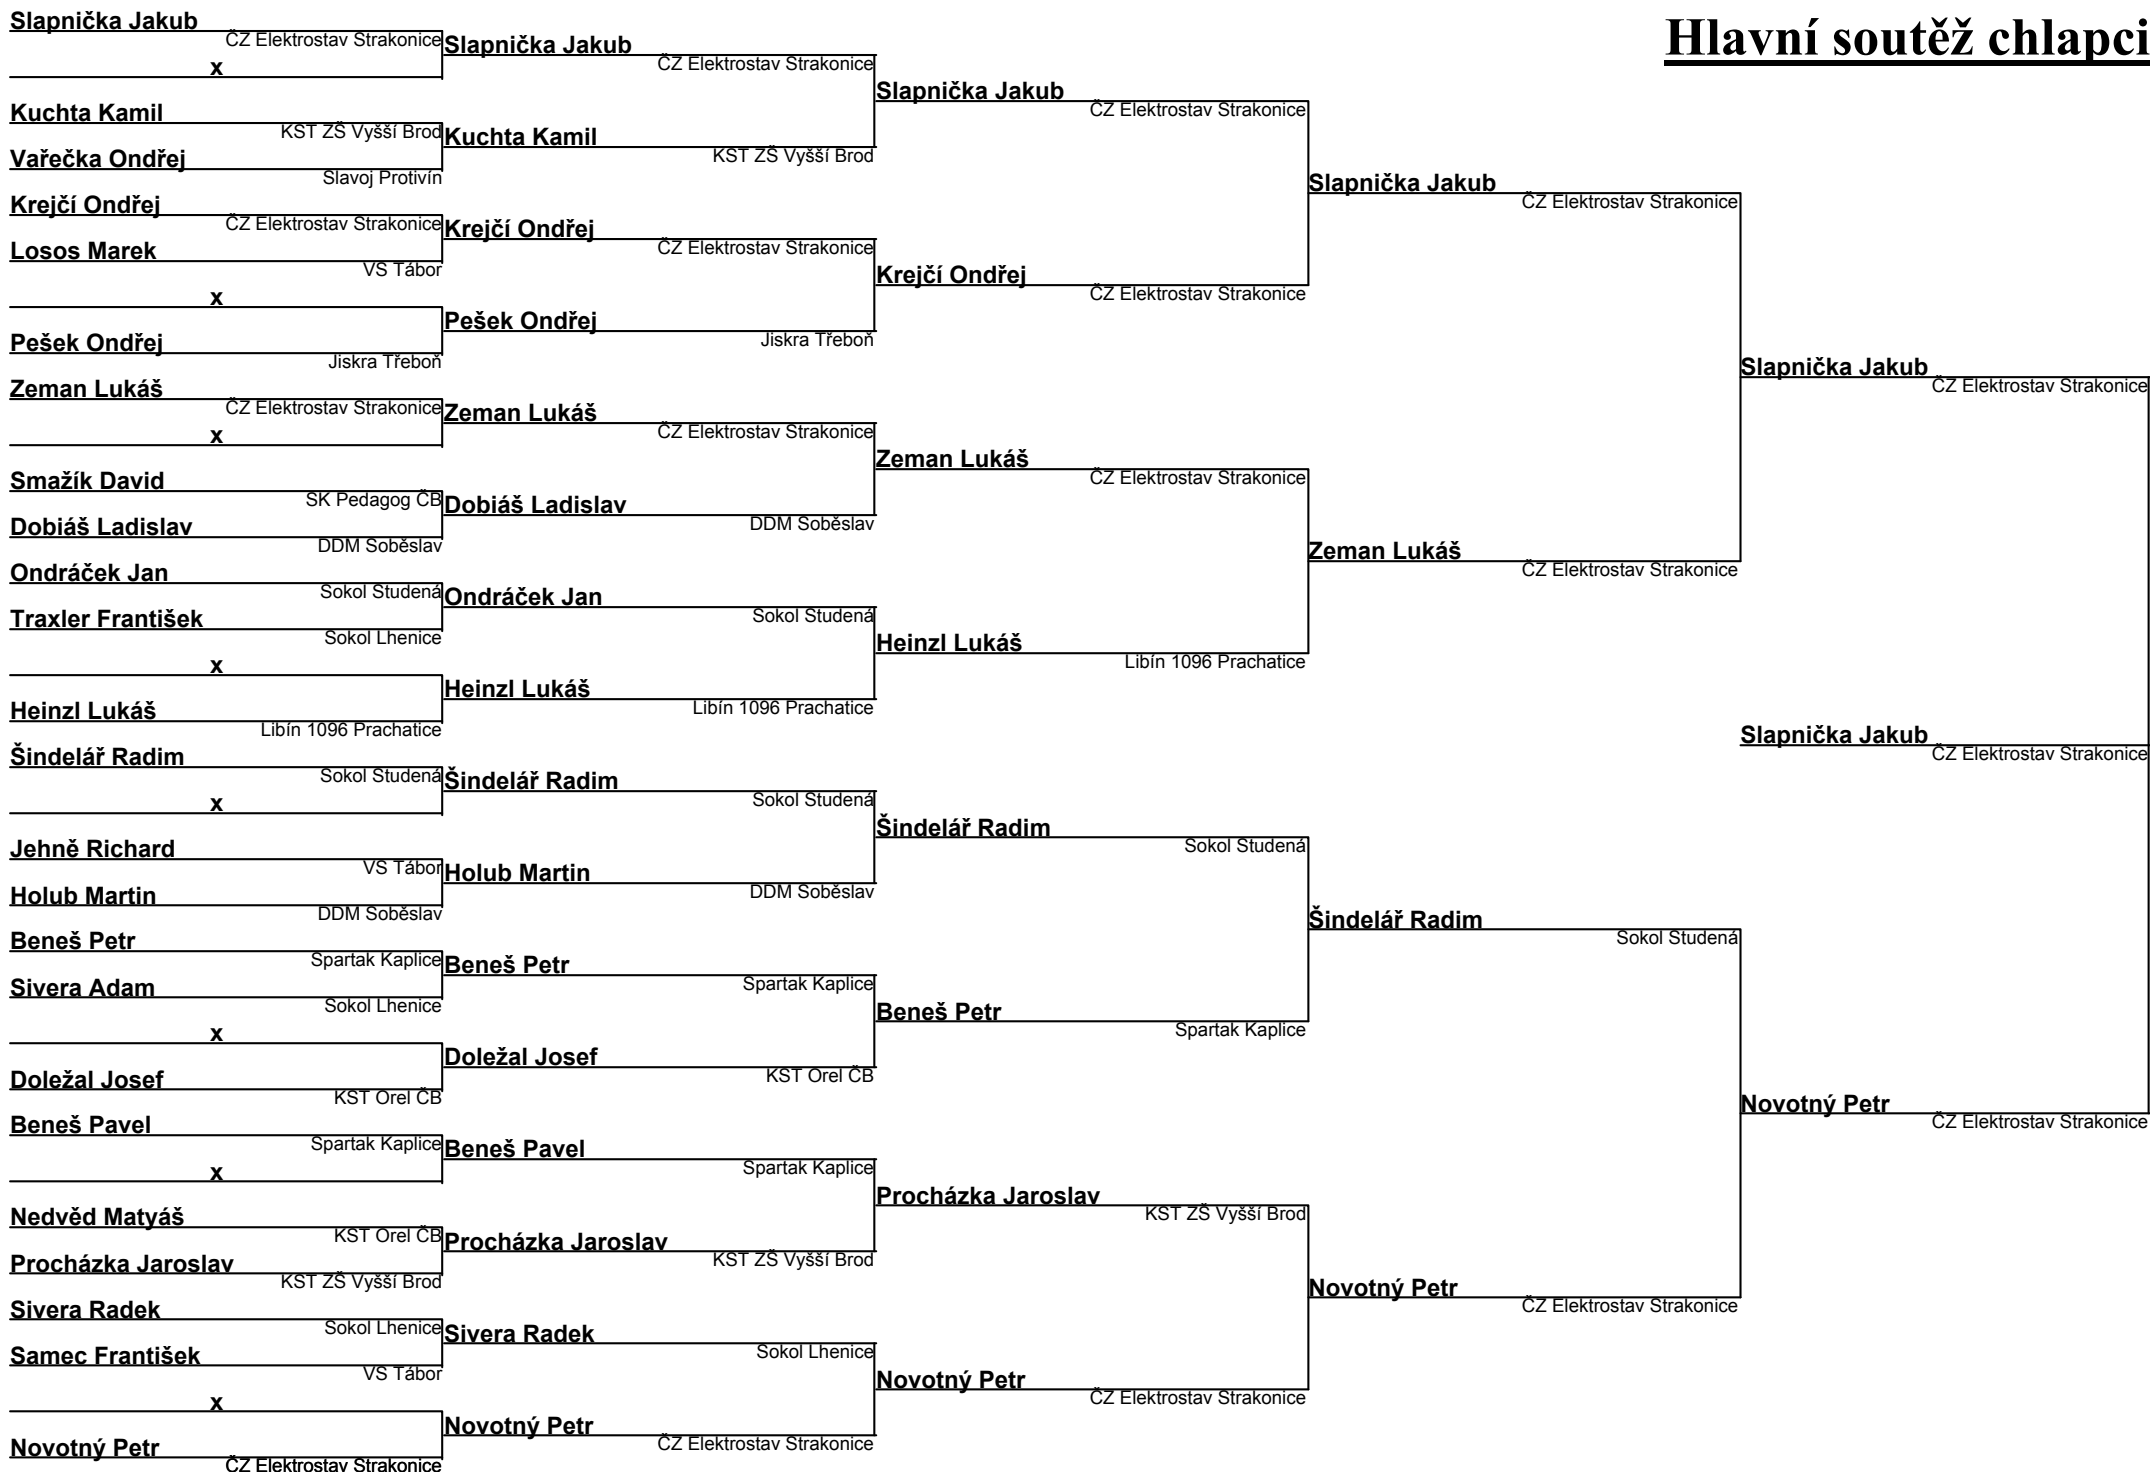 Hlavní soutěž chlapci
Slapnička Jakub
ČZ Elektrostav Strakonice
x
Kuchta Kamil
KST ZŠ Vyšší Brod
Vařečka Ondřej
Slavoj Protivín
Krejčí Ondřej
ČZ Elektrostav Strakonice
Losos Marek
VS Tábor
x
Pešek Ondřej
Jiskra Třeboň
Zeman Lukáš
ČZ Elektrostav Strakonice
x
Smažík David
SK Pedagog ČB
Dobiáš Ladislav
DDM Soběslav
Ondráček Jan
Sokol Studená
Traxler František
Sokol Lhenice
x
Heinzl Lukáš
Libín 1096 Prachatice
Šindelář Radim
Sokol Studená
x
Jehně Richard
VS Tábor
Holub Martin
DDM Soběslav
Beneš Petr
Spartak Kaplice
Sivera Adam
Sokol Lhenice
x
Doležal Josef
KST Orel ČB
Beneš Pavel
Spartak Kaplice
x
Nedvěd Matyáš
KST Orel ČB
Procházka Jaroslav
KST ZŠ Vyšší Brod
Sivera Radek
Sokol Lhenice
Samec František
VS Tábor
x
Novotný Petr
ČZ Elektrostav Strakonice
Slapnička Jakub
ČZ Elektrostav Strakonice
Kuchta Kamil
KST ZŠ Vyšší Brod
Krejčí Ondřej
ČZ Elektrostav Strakonice
Pešek Ondřej
Jiskra Třeboň
Zeman Lukáš
ČZ Elektrostav Strakonice
Dobiáš Ladislav
DDM Soběslav
Ondráček Jan
Sokol Studená
Heinzl Lukáš
Libín 1096 Prachatice
Šindelář Radim
Sokol Studená
Holub Martin
DDM Soběslav
Beneš Petr
Spartak Kaplice
Doležal Josef
KST Orel ČB
Beneš Pavel
Spartak Kaplice
Procházka Jaroslav
KST ZŠ Vyšší Brod
Sivera Radek
Sokol Lhenice
Novotný Petr
ČZ Elektrostav Strakonice
Slapnička Jakub
ČZ Elektrostav Strakonice
Krejčí Ondřej
ČZ Elektrostav Strakonice
Zeman Lukáš
ČZ Elektrostav Strakonice
Heinzl Lukáš
Libín 1096 Prachatice
Šindelář Radim
Sokol Studená
Beneš Petr
Spartak Kaplice
Procházka Jaroslav
KST ZŠ Vyšší Brod
Novotný Petr
ČZ Elektrostav Strakonice
Slapnička Jakub
ČZ Elektrostav Strakonice
Zeman Lukáš
ČZ Elektrostav Strakonice
Šindelář Radim
Sokol Studená
Novotný Petr
ČZ Elektrostav Strakonice
Slapnička Jakub
ČZ Elektrostav Strakonice
Slapnička Jakub
ČZ Elektrostav Strakonice
Novotný Petr
ČZ Elektrostav Strakonice